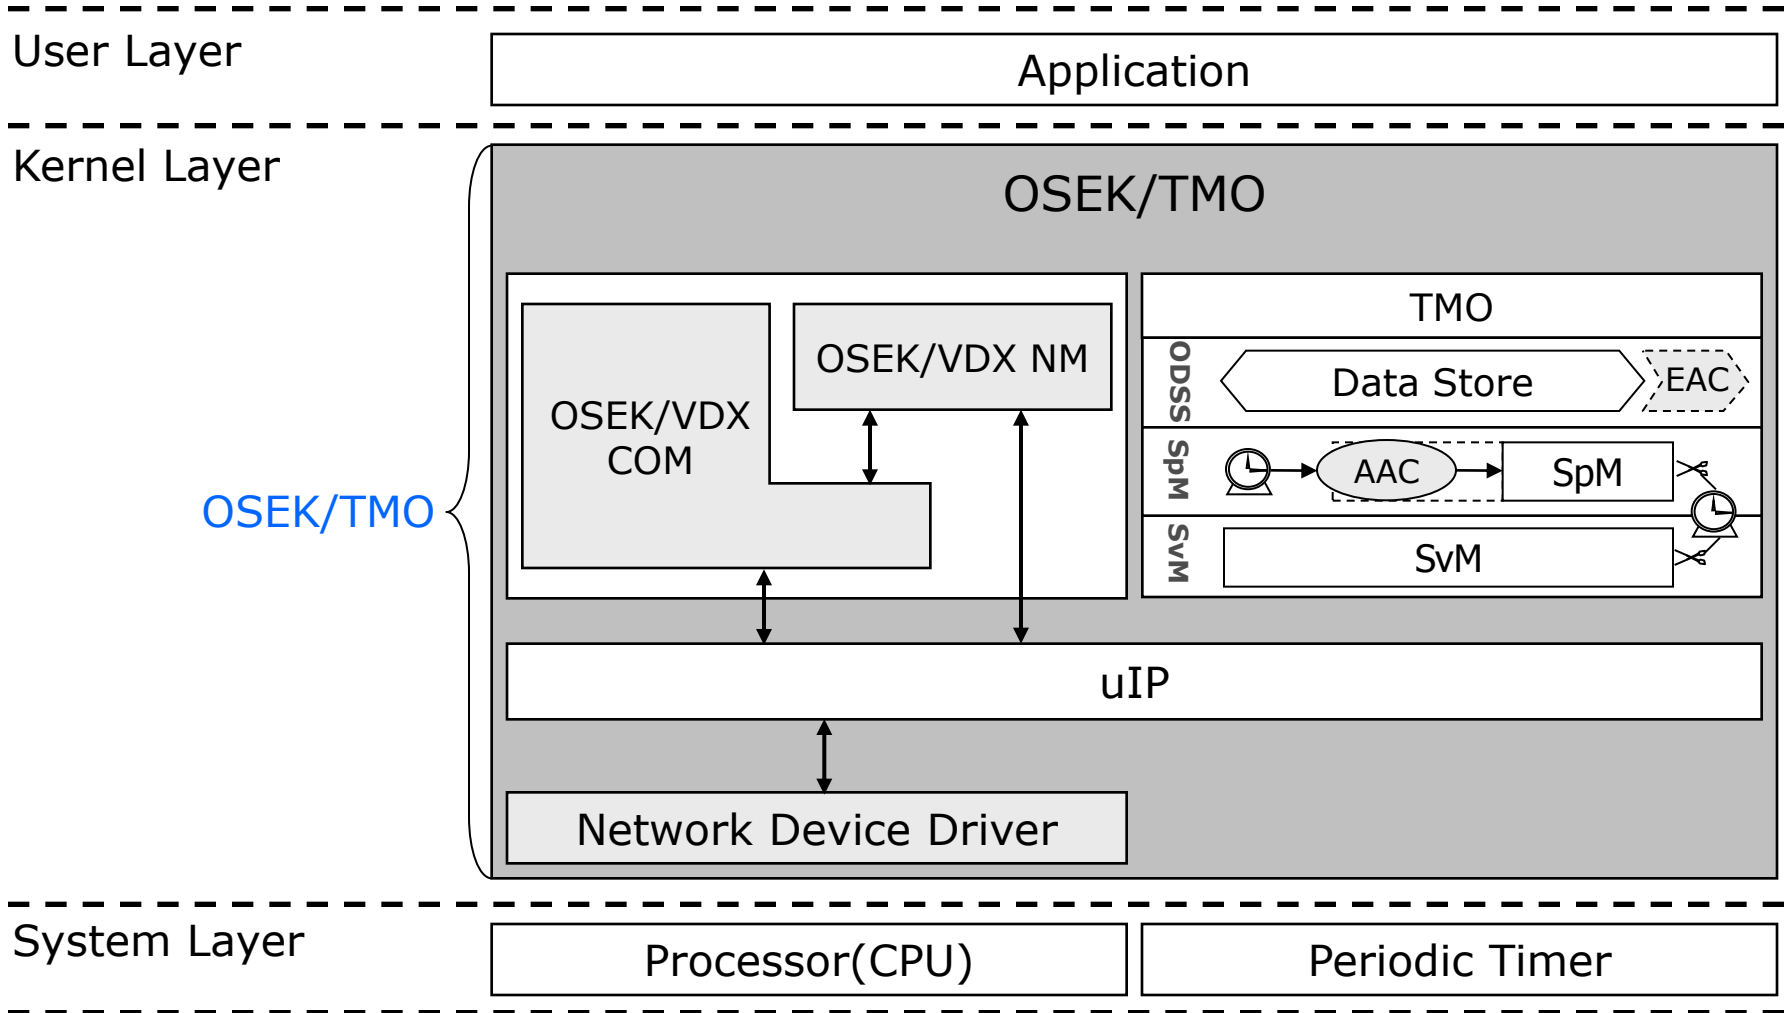 User Layer
Application
Kernel Layer
OSEK/TMO
OSEK/TMO
OSEK/VDX
COM
OSEK/VDX NM
TMO
ODSS
Data Store
EAC
SpM
AAC
SpM
SvM
SvM
uIP
Network Device Driver
System Layer
Processor(CPU)
Periodic Timer